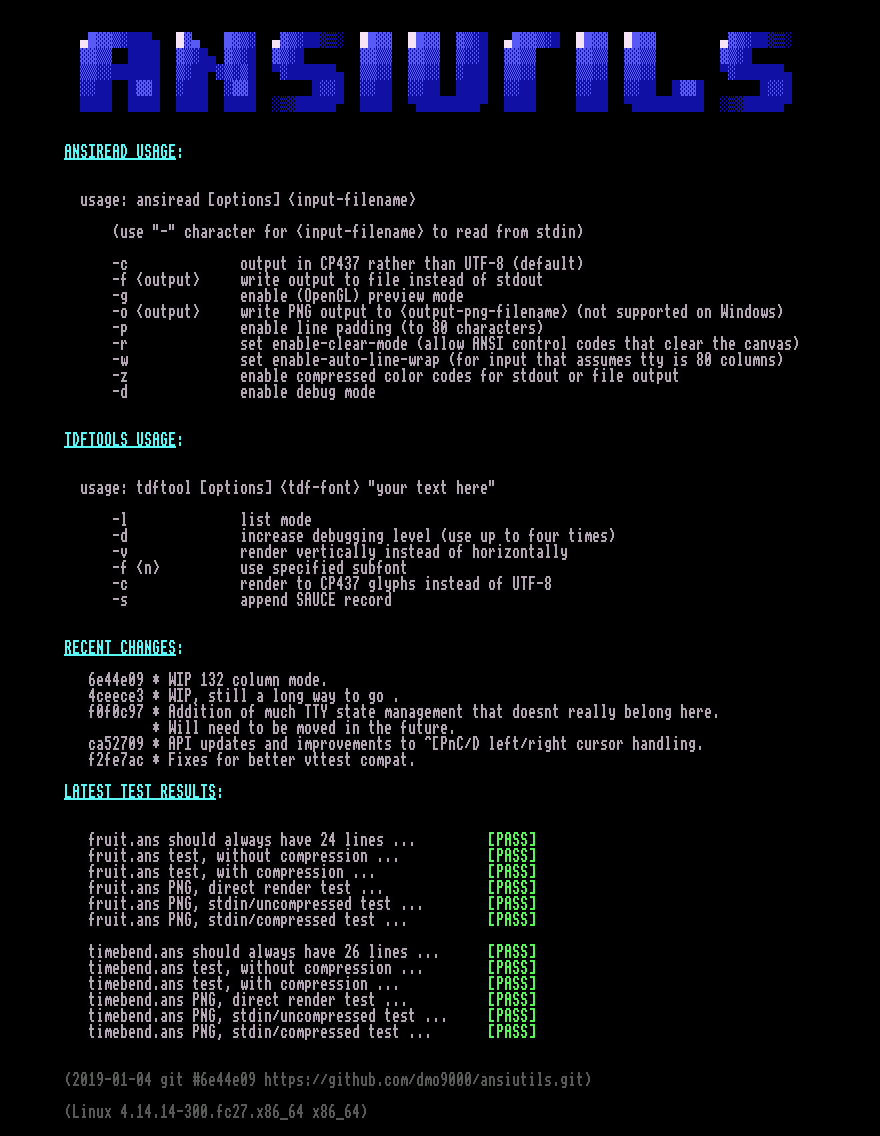 ANSIUTILS
ANSIREAD USAGE:
usage: ansiread [options] <input-filename>
(use "-" character for <input-filename> to read from stdin)
-c output in CP437 rather than UTF-8 (default)
-f <output> write output to file instead of stdout
-g enable (OpenGL) preview mode
-o <output> write PNG output to <output-png-filename> (not supported on Windows)
-p enable line padding (to 80 characters)
-r set enable-clear-mode (allow ANSI control codes that clear the canvas)
-w set enable-auto-line-wrap (for input that assumes tty is 80 columns)
-z enable compressed color codes for stdout or file output
-d enable debug mode
TDFTOOLS USAGE:
usage: tdftool [options] <tdf-font> "your text here"
-l list mode
-d increase debugging level (use up to four times)
-v render vertically instead of horizontally
-f <n> use specified subfont
-c render to CP437 glyphs instead of UTF-8
-s append SAUCE record
RECENT CHANGES:
6e44e09 * WIP 132 column mode.
4ceece3 * WIP, still a long way to go .
f0f0c97 * Addition of much TTY state management that doesnt really belong here.
* Will need to be moved in the future.
ca52709 * API updates and improvements to ^[PnC/D left/right cursor handling.
f2fe7ac * Fixes for better vttest compat.
LATEST TEST RESULTS:
fruit.ans should always have 24 lines ... [PASS]
fruit.ans test, without compression ... [PASS]
fruit.ans test, with compression ... [PASS]
fruit.ans PNG, direct render test ... [PASS]
fruit.ans PNG, stdin/uncompressed test ... [PASS]
fruit.ans PNG, stdin/compressed test ... [PASS]
timebend.ans should always have 26 lines ... [PASS]
timebend.ans test, without compression ... [PASS]
timebend.ans test, with compression ... [PASS]
timebend.ans PNG, direct render test ... [PASS]
timebend.ans PNG, stdin/uncompressed test ... [PASS]
timebend.ans PNG, stdin/compressed test ... [PASS]
(2019-01-04 git #6e44e09 https://github.com/dmo9000/ansiutils.git)
(Linux 4.14.14-300.fc27.x86_64 x86_64)